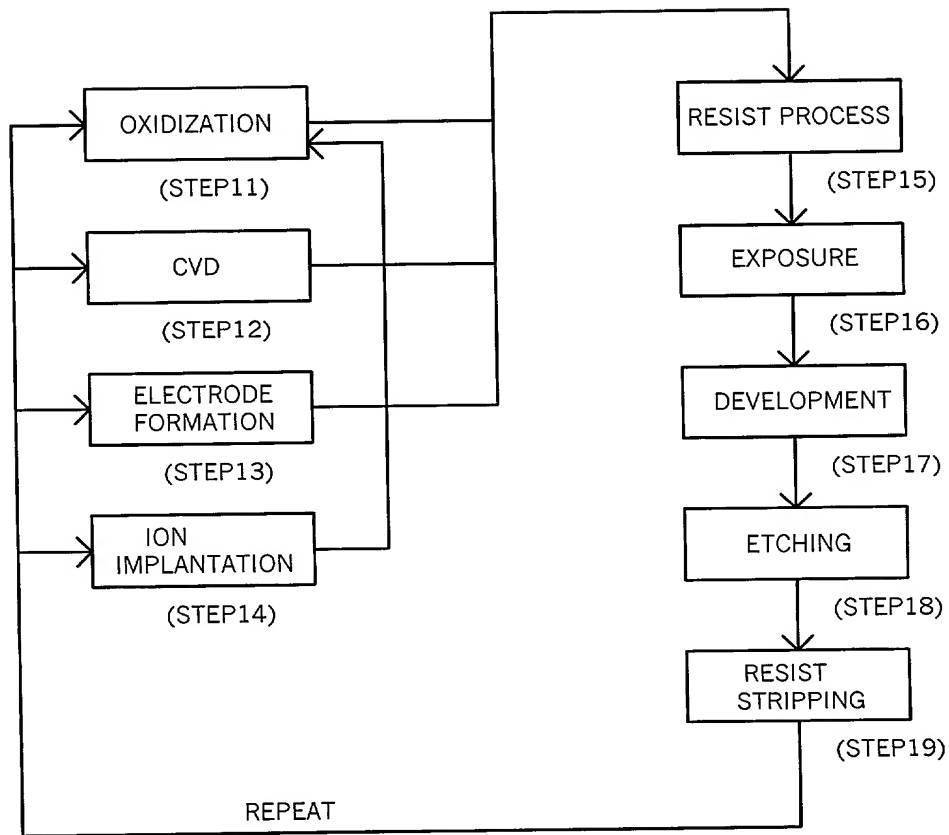 OXIDIZATION
(STEP11)
CVD
(STEP12)
ELECTRODE
FORMATION
(STEP13)
ION
IMPLANTATION
(STEP14)
RESIST PROCESS
(STEP15)
EXPOSURE
(STEP16)
DEVELOPMENT
(STEP17)
ETCHING
(STEP18)
RESIST
STRIPPING
(STEP19)
REPEAT